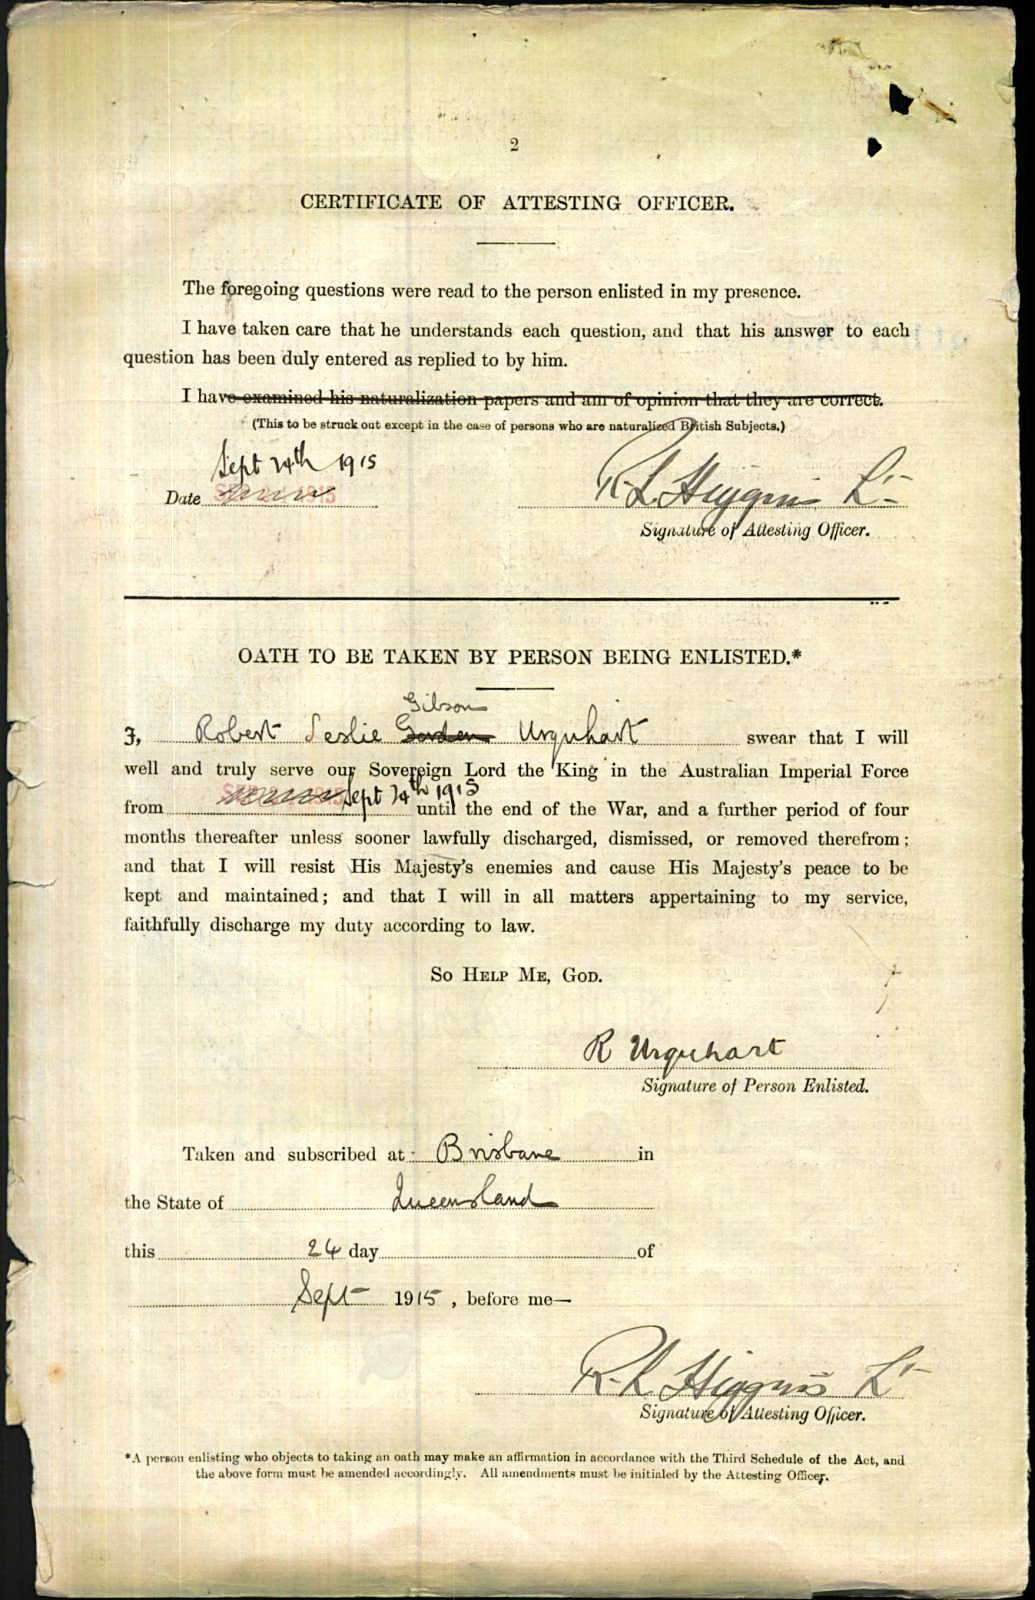 2
CERTIFICATE OF ATTESTING OFFICER.
The foregoing questions were read to the person enlisted in my presence.
I have taken care that he understands each question, and that his answer to each
question has been duly entered as replied to by him.
I have examined his naturalization papers and am of opinion that they are correct.
(This to be struck out except in the case of persons who are naturalized British Subjects.)
Sept 24th 1915
Date R. L. Higgins Lt
Signature of Attesting Officer.
OATH TO BE TAKEN BY PERSON BEING ENLISTED.*
Gibson
I, Robert Leslie Gordon Urquhart swear that I will
well and truly serve our Sovereign Lord the King in the Australian Imperial Force
from Sept 24th 1915 until the end of the War, and a further period of four
months thereafter unless sooner lawfully discharged, dismissed, or removed therefrom;
and that I will resist His Majesty's enemies and cause His Majesty's peace to be
kept and maintained; and that I will in all matters appertaining to my service,
faithfully discharge my duty according to law.
SO HELP ME, GOD.
R Urquhart
Signature of Person Enlisted.
Taken and subscribed at Brisbane in
the State of Queensland
this 24 day of
Sept 1915, before me—
R. L. Higgins Lt
Signature of Attesting Officer.
*A person enlisting who objects to taking an oath may make an affirmation in accordance with the Third Schedule of the Act, and
the above form must be amended accordingly. All amendments must be initialed by the Attesting Officer.